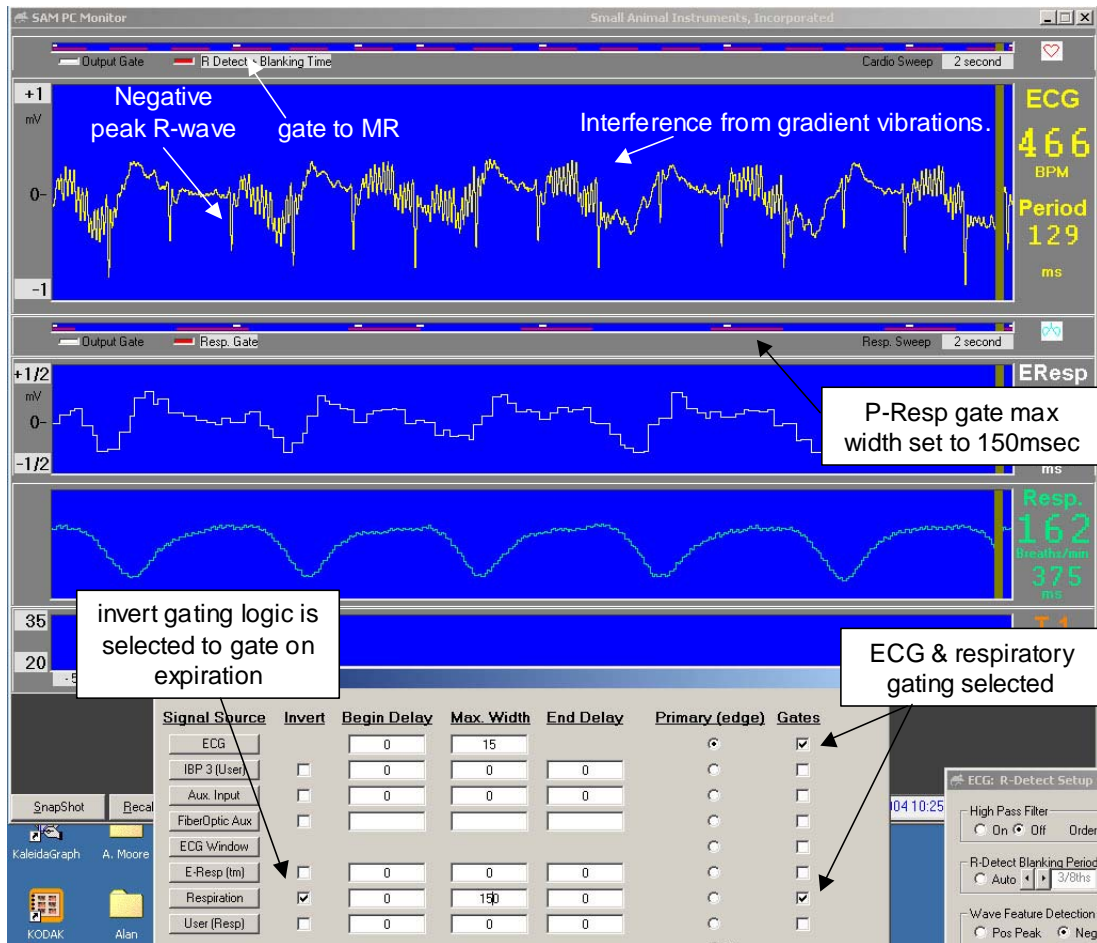 SAM PC Monitor
Small Animal Instruments, Incorporated
Output Gate
R Detect
Blanking Time
Cardio Sweep
2 second
+1
mV
0-
-1
Negative
peak R-wave
gate to MR
Interference from gradient vibrations.
ECG
466
BPM
Period
129
ms
Output Gate
Resp. Gate
Resp. Sweep
2 second
+1/2
mV
0-
-1/2
EResp
P-Resp gate max
width set to 150msec
ms
Resp.
162
Breaths/min
375
ms
35
20
invert gating logic is
selected to gate on
expiration
ECG & respiratory
gating selected
Signal Source Invert Begin Delay Max. Width End Delay Primary (edge) Gates
ECG 0 15
IBP 3 (User) 0 0 0
Aux. Input 0 0 0
FiberOptic Aux
ECG Window
E-Resp (tm) 0 0 0
Respiration 0 150 0
User (Resp) 0 0 0
SnapShot
Recal
004 10:25
KaleidaGraph
A. Moore
KODAK
Alan
ECG: R-Detect Setup
High Pass Filter
On Off Order
R-Detect Blanking Period
Auto 3/8ths
Wave Feature Detection
Pos Peak Neg